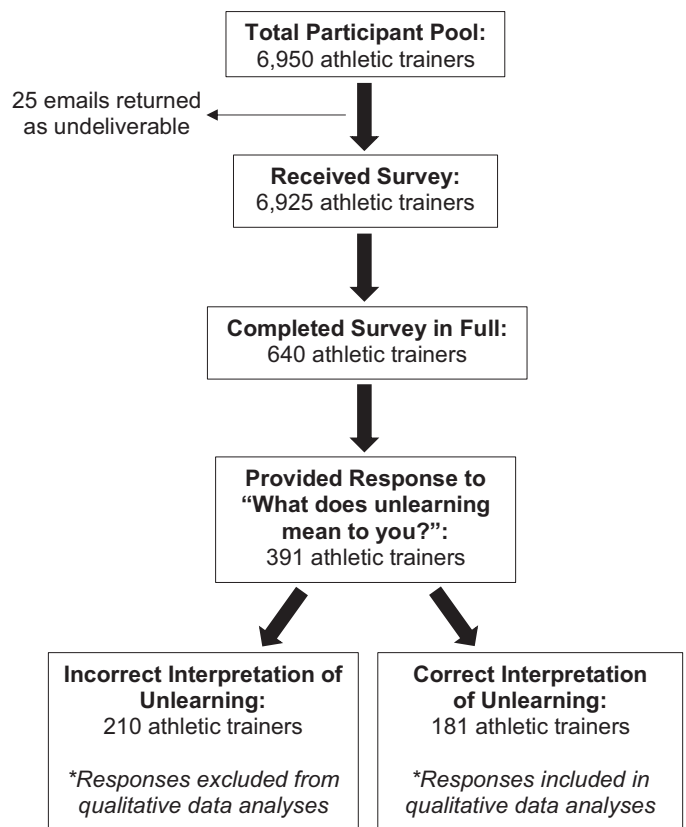 Total Participant Pool:
6,950 athletic trainers
25 emails returned
as undeliverable
Received Survey:
6,925 athletic trainers
Completed Survey in Full:
640 athletic trainers
Provided Response to
“What does unlearning
mean to you?”:
391 athletic trainers
Incorrect Interpretation of
Unlearning:
210 athletic trainers
*Responses excluded from
qualitative data analyses
Correct Interpretation
of Unlearning:
181 athletic trainers
*Responses included in
qualitative data analyses